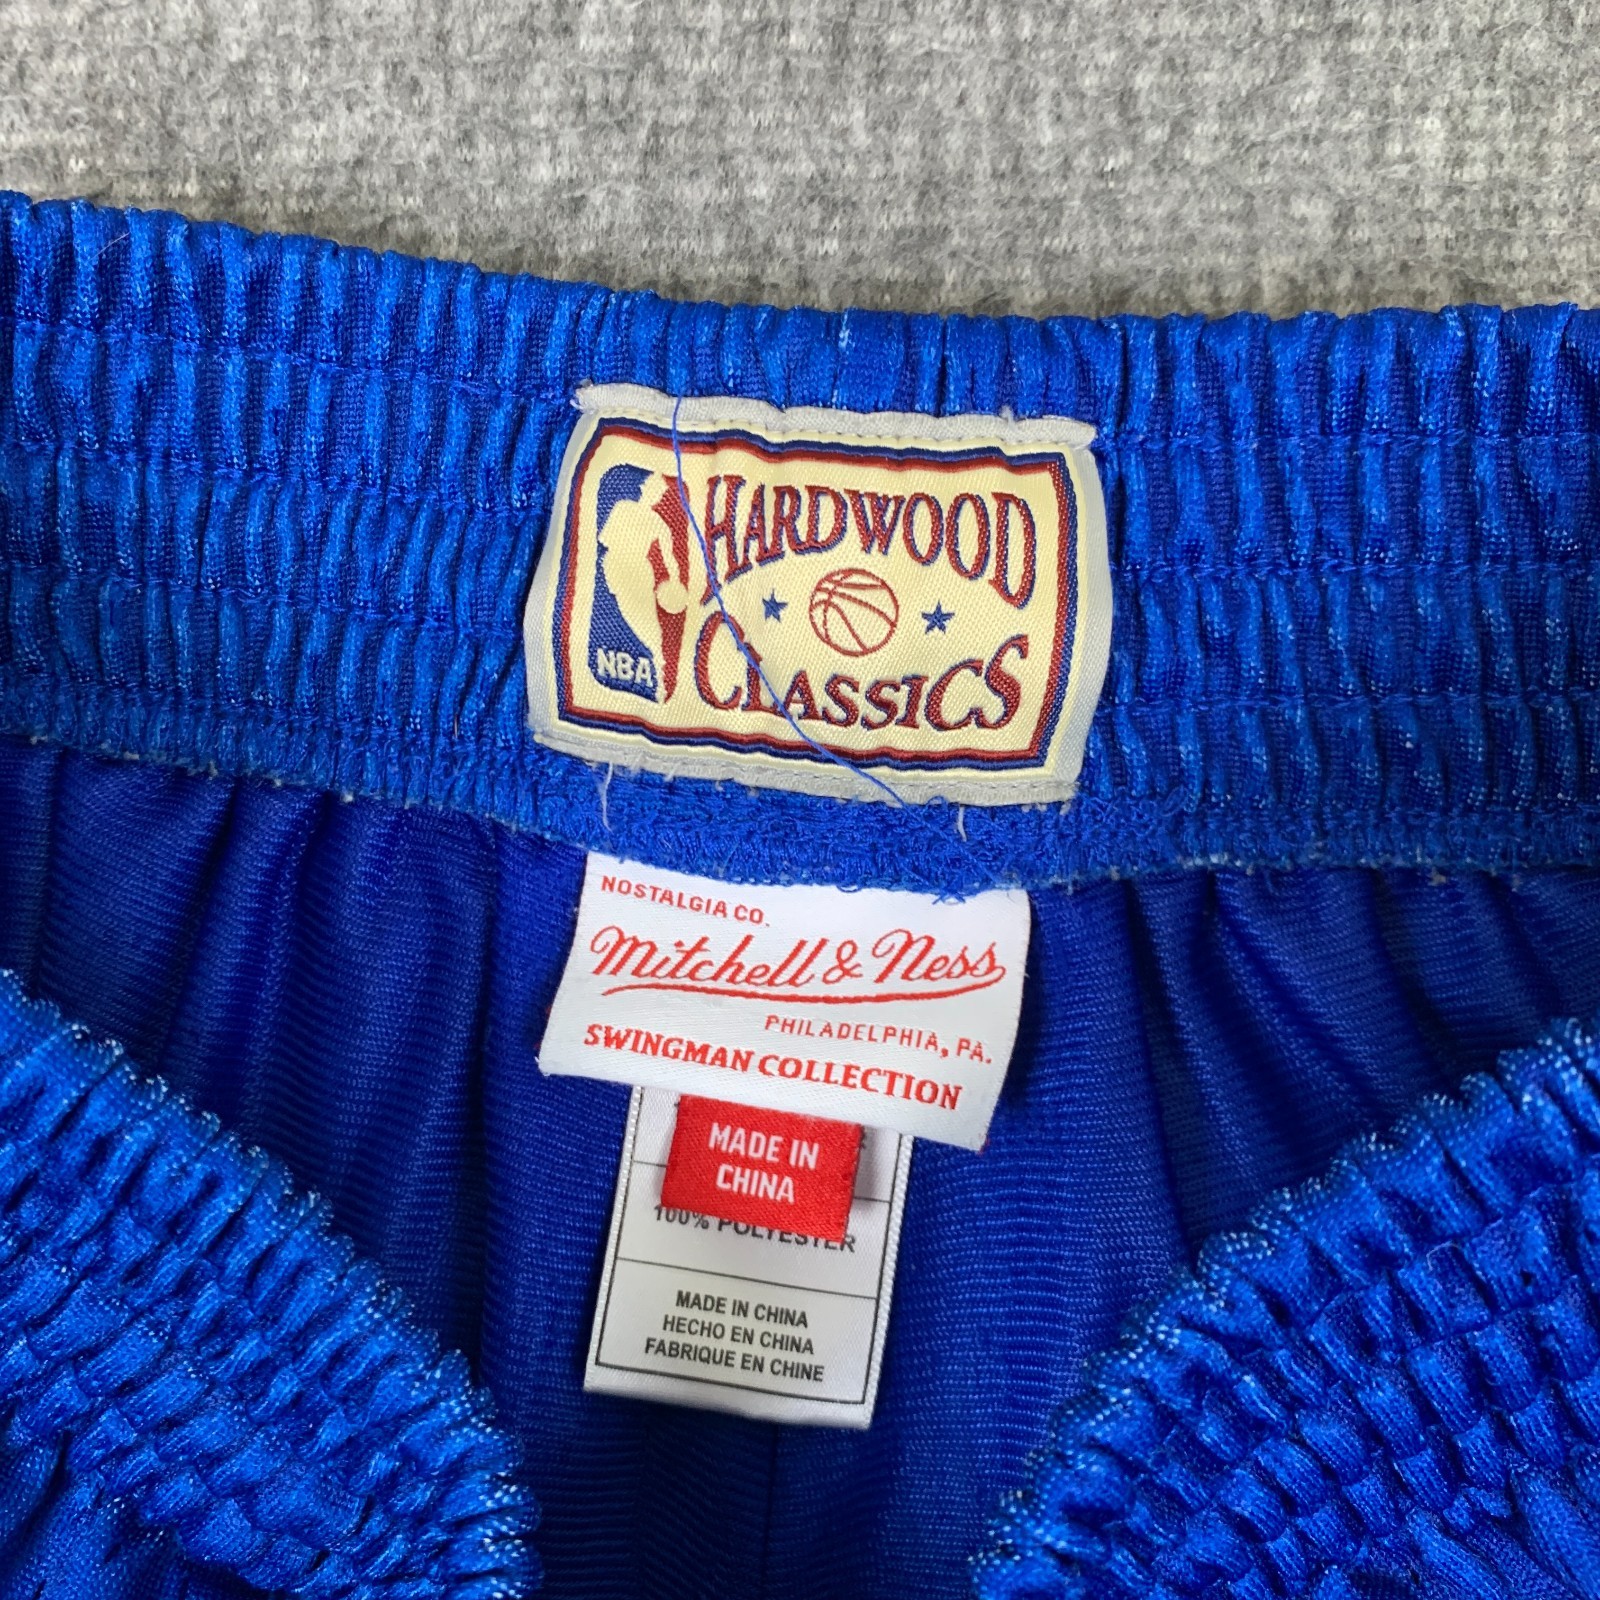 HARDWOOD
CLASSICS
NBA
NOSTALGIA CO.
Mitchell & Ness
PHILADELPHIA, PA.
SWINGMAN COLLECTION
MADE IN
CHINA
100% POLYESTER
MADE IN CHINA
HECHO EN CHINA
FABRIQUE EN CHINE